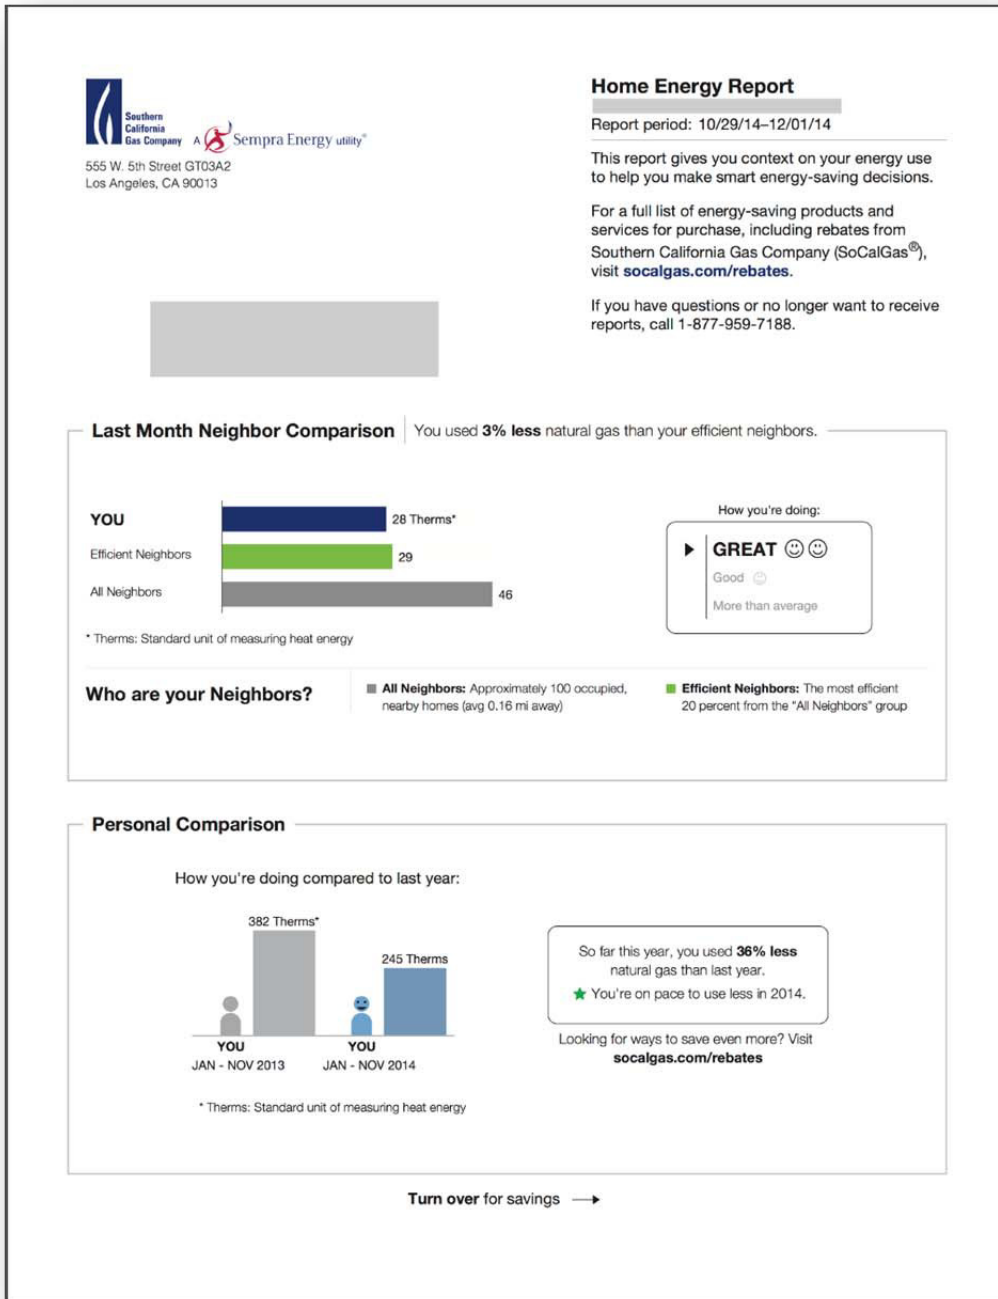 Southern
California
Gas Company A Sempra Energy utility®
555 W. 5th Street GT03A2
Los Angeles, CA 90013
Home Energy Report
Report period: 10/29/14–12/01/14
This report gives you context on your energy use
to help you make smart energy-saving decisions.
For a full list of energy-saving products and
services for purchase, including rebates from
Southern California Gas Company (SoCalGas®),
visit socalgas.com/rebates.
If you have questions or no longer want to receive
reports, call 1-877-959-7188.
Last Month Neighbor Comparison You used 3% less natural gas than your efficient neighbors.
YOU 28 Therms*
Efficient Neighbors 29
All Neighbors 46
* Therms: Standard unit of measuring heat energy
How you're doing:
GREAT
Good
More than average
Who are your Neighbors?
All Neighbors: Approximately 100 occupied,
nearby homes (avg 0.16 mi away)
Efficient Neighbors: The most efficient
20 percent from the "All Neighbors" group
Personal Comparison
How you're doing compared to last year:
382 Therms*
245 Therms
YOU YOU
JAN - NOV 2013 JAN - NOV 2014
* Therms: Standard unit of measuring heat energy
So far this year, you used 36% less
natural gas than last year.
★ You're on pace to use less in 2014.
Looking for ways to save even more? Visit
socalgas.com/rebates
Turn over for savings →